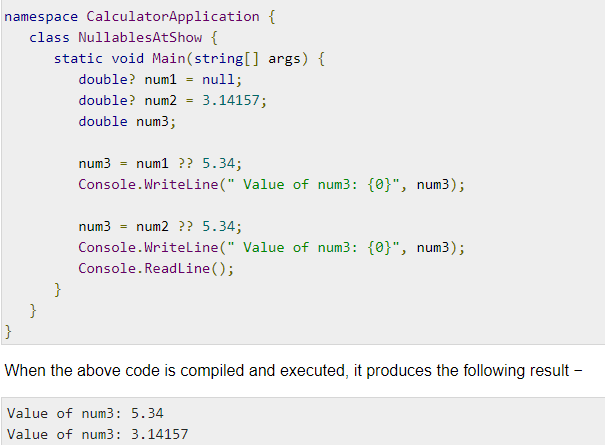 namespace CalculatorApplication {
   class NullablesAtShow {
      static void Main(string[] args) {
         double? num1 = null;
         double? num2 = 3.14157;
         double num3;

         num3 = num1 ?? 5.34;
         Console.WriteLine(" Value of num3: {0}", num3);

         num3 = num2 ?? 5.34;
         Console.WriteLine(" Value of num3: {0}", num3);
         Console.ReadLine();
      }
   }
}
When the above code is compiled and executed, it produces the following result −
Value of num3: 5.34
Value of num3: 3.14157